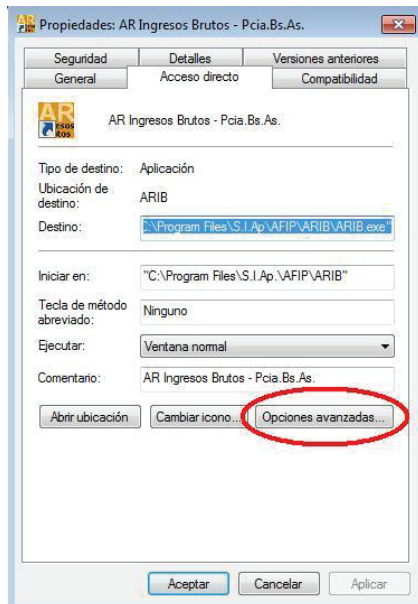 Propiedades: AR Ingresos Brutos - Pcia.Bs.As.
Seguridad Detalles Versiones anteriores
General Acceso directo Compatibilidad
AR Ingresos Brutos - Pcia.Bs.As.
Tipo de destino: Aplicación
Ubicación de destino: ARIB
Destino: C:\Program Files\S.I.Ap\AFIP\ARIB\ARIB.exe"
Iniciar en: "C:\Program Files\S.I.Ap.\AFIP\ARIB"
Tecla de método abreviado: Ninguno
Ejecutar: Ventana normal
Comentario: AR Ingresos Brutos - Pcia.Bs.As.
Abrir ubicación Cambiar icono... Opciones avanzadas...
Aceptar Cancelar Aplicar